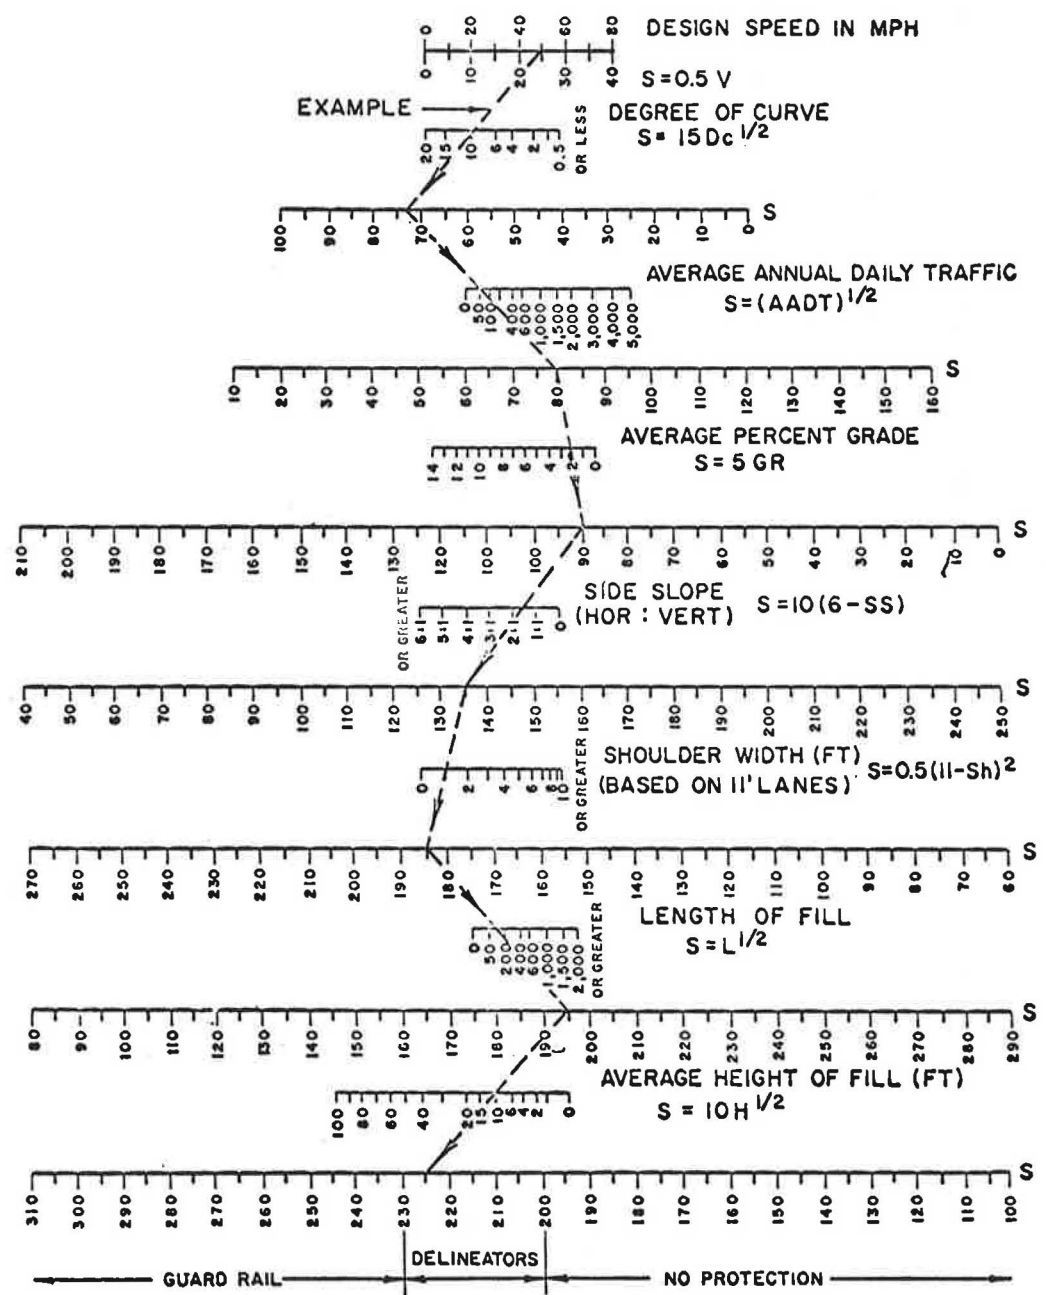 0 20 40 60 80 DESIGN SPEED IN MPH
0 10 20 30 40 S=0.5 V
EXAMPLE
DEGREE OF CURVE
S= 15Dc 1/2
20 15 10 6 4 2 0.5 OR LESS
S
100 90 80 70 60 50 40 30 20 10 0
AVERAGE ANNUAL DAILY TRAFFIC
S=(AADT) 1/2
0 50 100 400 600 1,000 1,500 2,000 3,000 4,000 5,000
S
10 20 30 40 50 60 70 80 90 100 110 120 130 140 150 160
AVERAGE PERCENT GRADE
S=5GR
14 12 10 8 6 4 2 0
S
210 200 190 180 170 160 150 140 130 120 110 100 90 80 70 60 50 40 30 20 10 0
SIDE SLOPE
(HOR : VERT) S=10(6-SS)
OR GREATER 6:1 5:1 4:1 3:1 2:1 1:1 0
S
40 50 60 70 80 90 100 110 120 130 140 150 160 170 180 190 200 210 220 230 240 250
SHOULDER WIDTH (FT) S=0.5(11-Sh)2
(BASED ON 11' LANES)
0 2 4 6 8 10 OR GREATER
S
270 260 250 240 230 220 210 200 190 180 170 160 150 140 130 120 110 100 90 80 70 60
LENGTH OF FILL
S=L 1/2
0 50 200 400 600 1,000 1,500 2,000 OR GREATER
S
80 90 100 110 120 130 140 150 160 170 180 190 200 210 220 230 240 250 260 270 280 290
AVERAGE HEIGHT OF FILL (FT)
S = 10H 1/2
100 80 60 40 20 15 10 6 4 2 0
S
310 300 290 280 270 260 250 240 230 220 210 200 190 180 170 160 150 140 130 120 110 100
GUARD RAIL DELINEATORS NO PROTECTION